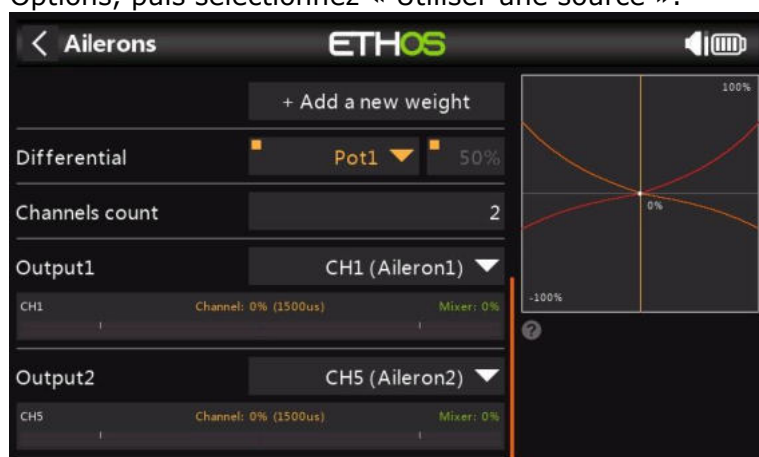 Options, puis sélectionnez « Utiliser une source ».
Ailerons
ETHOS
+ Add a new weight
100%
Differential
Pot1
50%
Channels count
2
0%
Output1
CH1 (Aileron1)
CH1
Channel: 0% (1500us)
Mixer: 0%
-100%
?
Output2
CH5 (Aileron2)
CH5
Channel: 0% (1500us)
Mixer: 0%